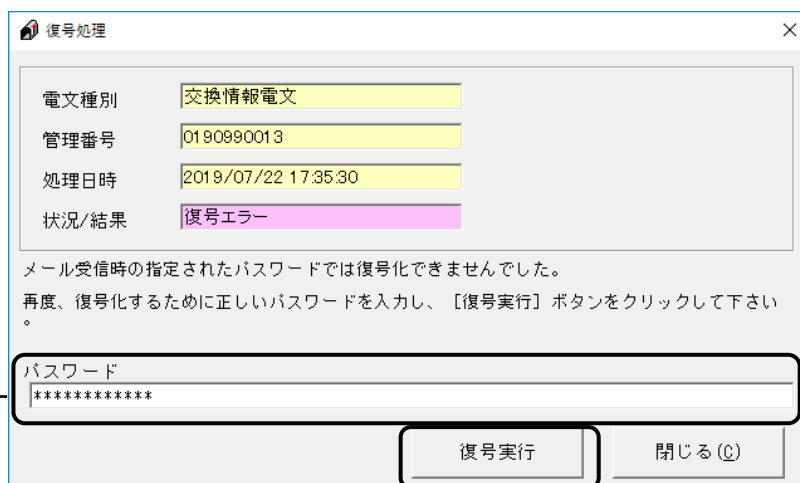 復号処理
電文種別 交換情報電文
管理番号 0190990013
処理日時 2019/07/22 17:35:30
状況/結果 復号エラー
メール受信時の指定されたパスワードでは復号化できませんでした。
再度、復号化するために正しいパスワードを入力し、［復号実行］ボタンをクリックして下さい
。
パスワード
************
復号実行 閉じる(C)